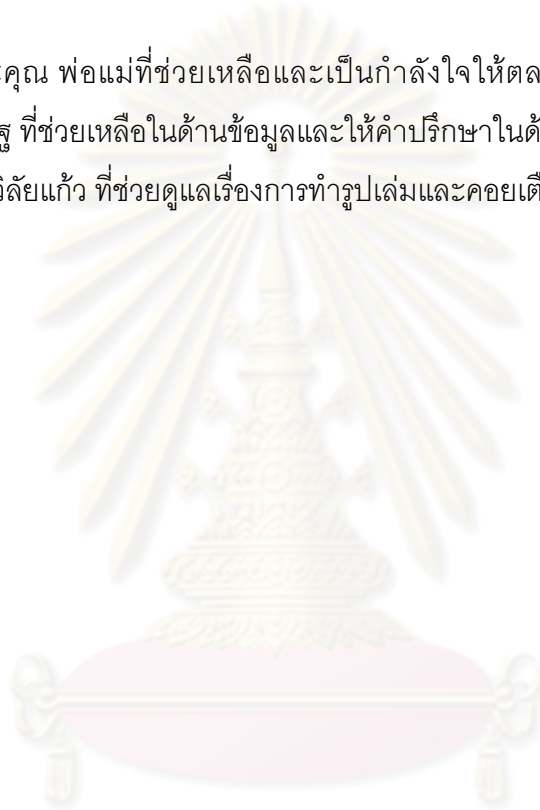 ะคุณ พ่อแม่ที่ช่วยเหลือและเป็นกำลังใจให้ตล
ฐ ที่ช่วยเหลือในด้านข้อมูลและให้คำปรึกษาในด้
วิลัยแก้ว ที่ช่วยดูแลเรื่องการทำรูปเล่มและคอยเตื